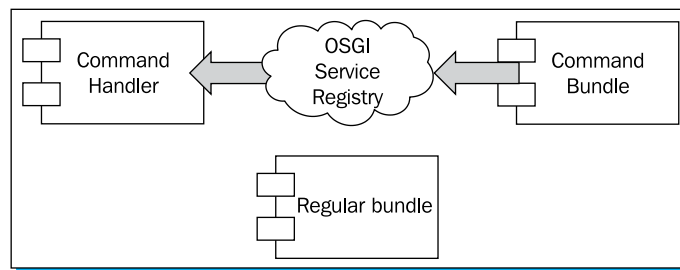 Command
Handler
OSGI
Service
Registry
Command
Bundle
Regular bundle